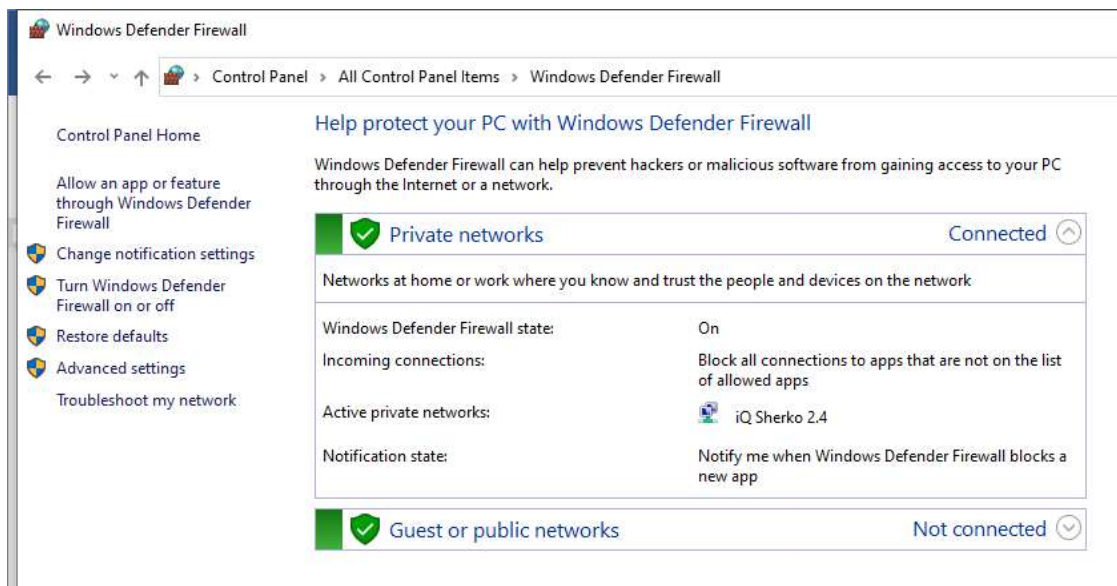 Windows Defender Firewall
Control Panel > All Control Panel Items > Windows Defender Firewall
Control Panel Home
Allow an app or feature
through Windows Defender
Firewall
Change notification settings
Turn Windows Defender
Firewall on or off
Restore defaults
Advanced settings
Troubleshoot my network
Help protect your PC with Windows Defender Firewall
Windows Defender Firewall can help prevent hackers or malicious software from gaining access to your PC
through the Internet or a network.
Private networks Connected
Networks at home or work where you know and trust the people and devices on the network
Windows Defender Firewall state: On
Incoming connections: Block all connections to apps that are not on the list
of allowed apps
Active private networks: iQ Sherko 2.4
Notification state: Notify me when Windows Defender Firewall blocks a
new app
Guest or public networks Not connected